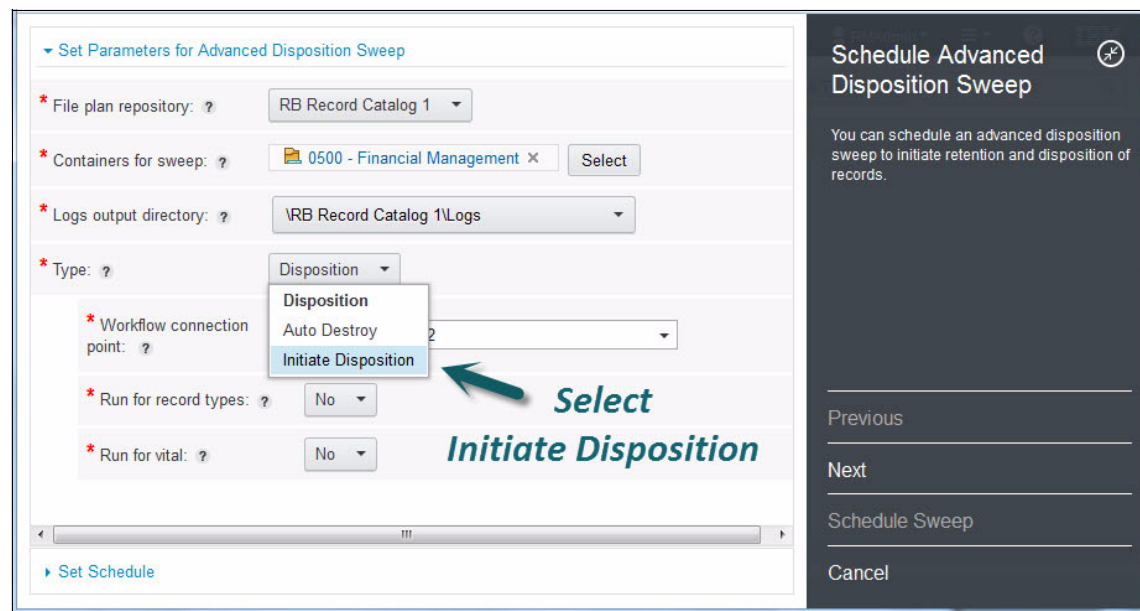 Set Parameters for Advanced Disposition Sweep
* File plan repository: ? RB Record Catalog 1
* Containers for sweep: ? 0500 - Financial Management × Select
* Logs output directory: ? \RB Record Catalog 1\Logs
* Type: ? Disposition
Disposition
Auto Destroy
Initiate Disposition
* Workflow connection
point: ? 2
* Run for record types: ? No
* Run for vital: ? No
Select
Initiate Disposition
Set Schedule
Schedule Advanced
Disposition Sweep
You can schedule an advanced disposition
sweep to initiate retention and disposition of
records.
Previous
Next
Schedule Sweep
Cancel